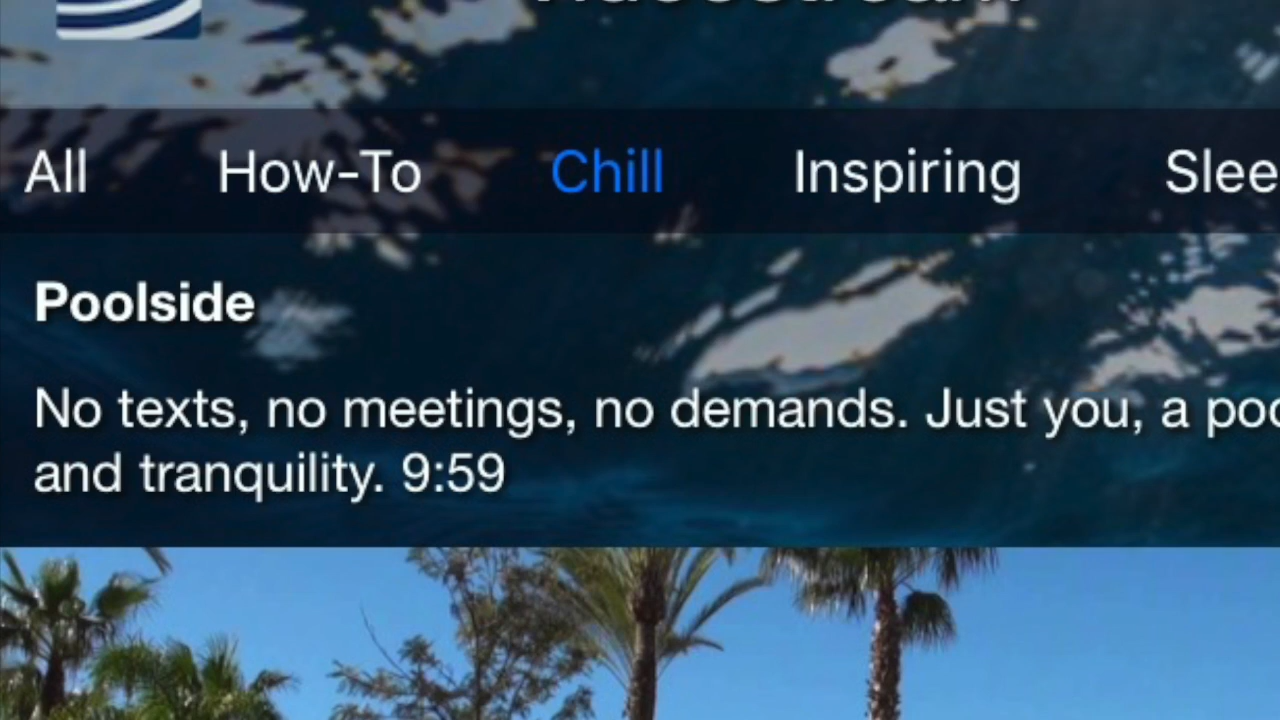 All How-To Chill Inspiring
Poolside
No texts, no meetings, no demands. Just you, a
and tranquility. 9:59